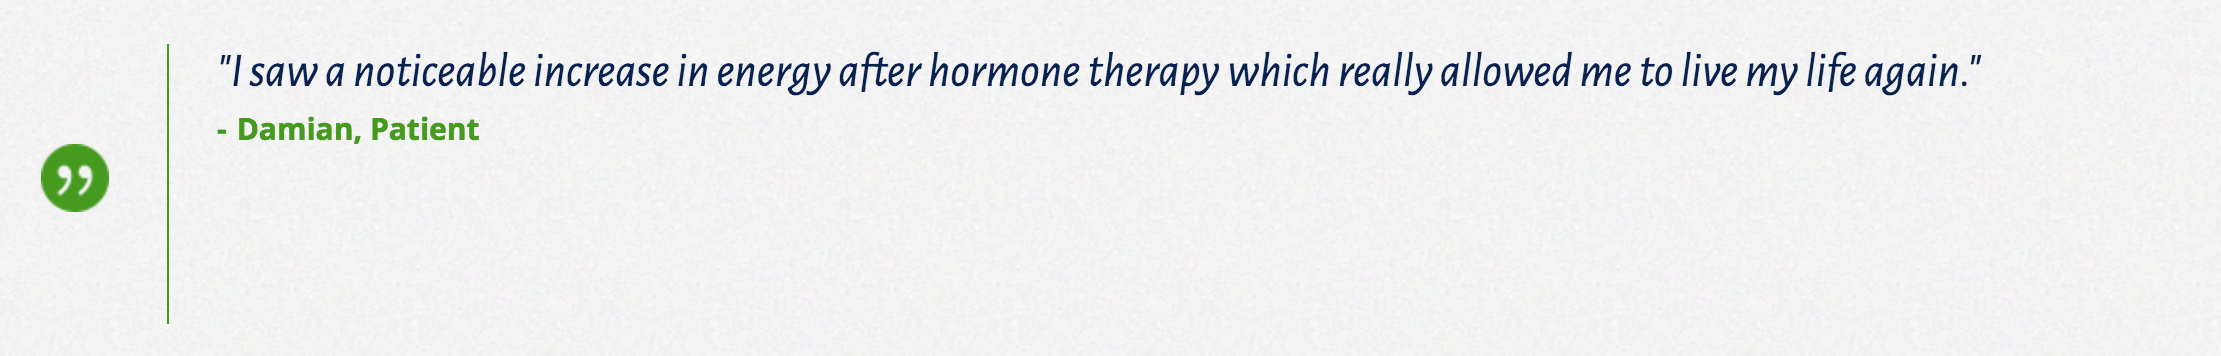 "I saw a noticeable increase in energy after hormone therapy which really allowed me to live my life again."
- Damian, Patient